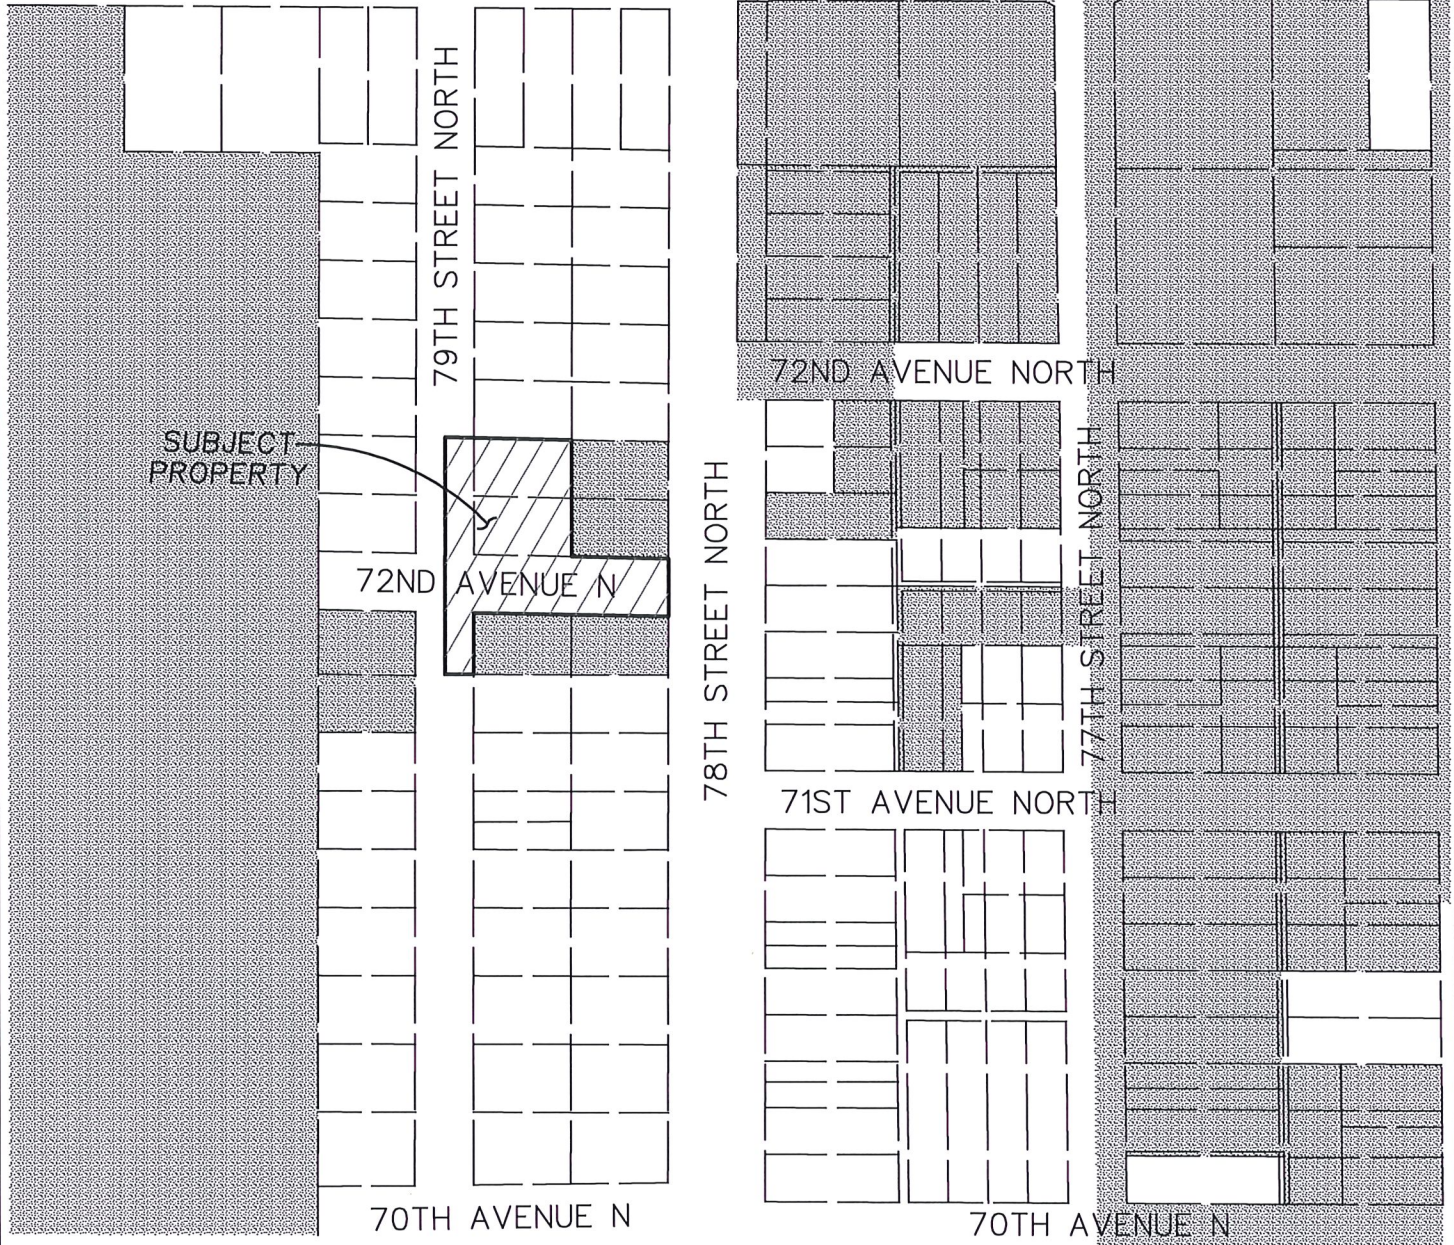 79TH STREET NORTH
72ND AVENUE NORTH
SUBJECT
PROPERTY
72ND AVENUE N
78TH STREET NORTH
77TH STREET NORTH
71ST AVENUE NORTH
70TH AVENUE N
70TH AVENUE N